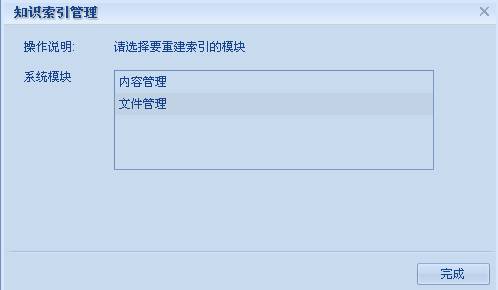 知识索引管理
操作说明: 请选择要重建索引的模块
系统模块
内容管理
文件管理
完成